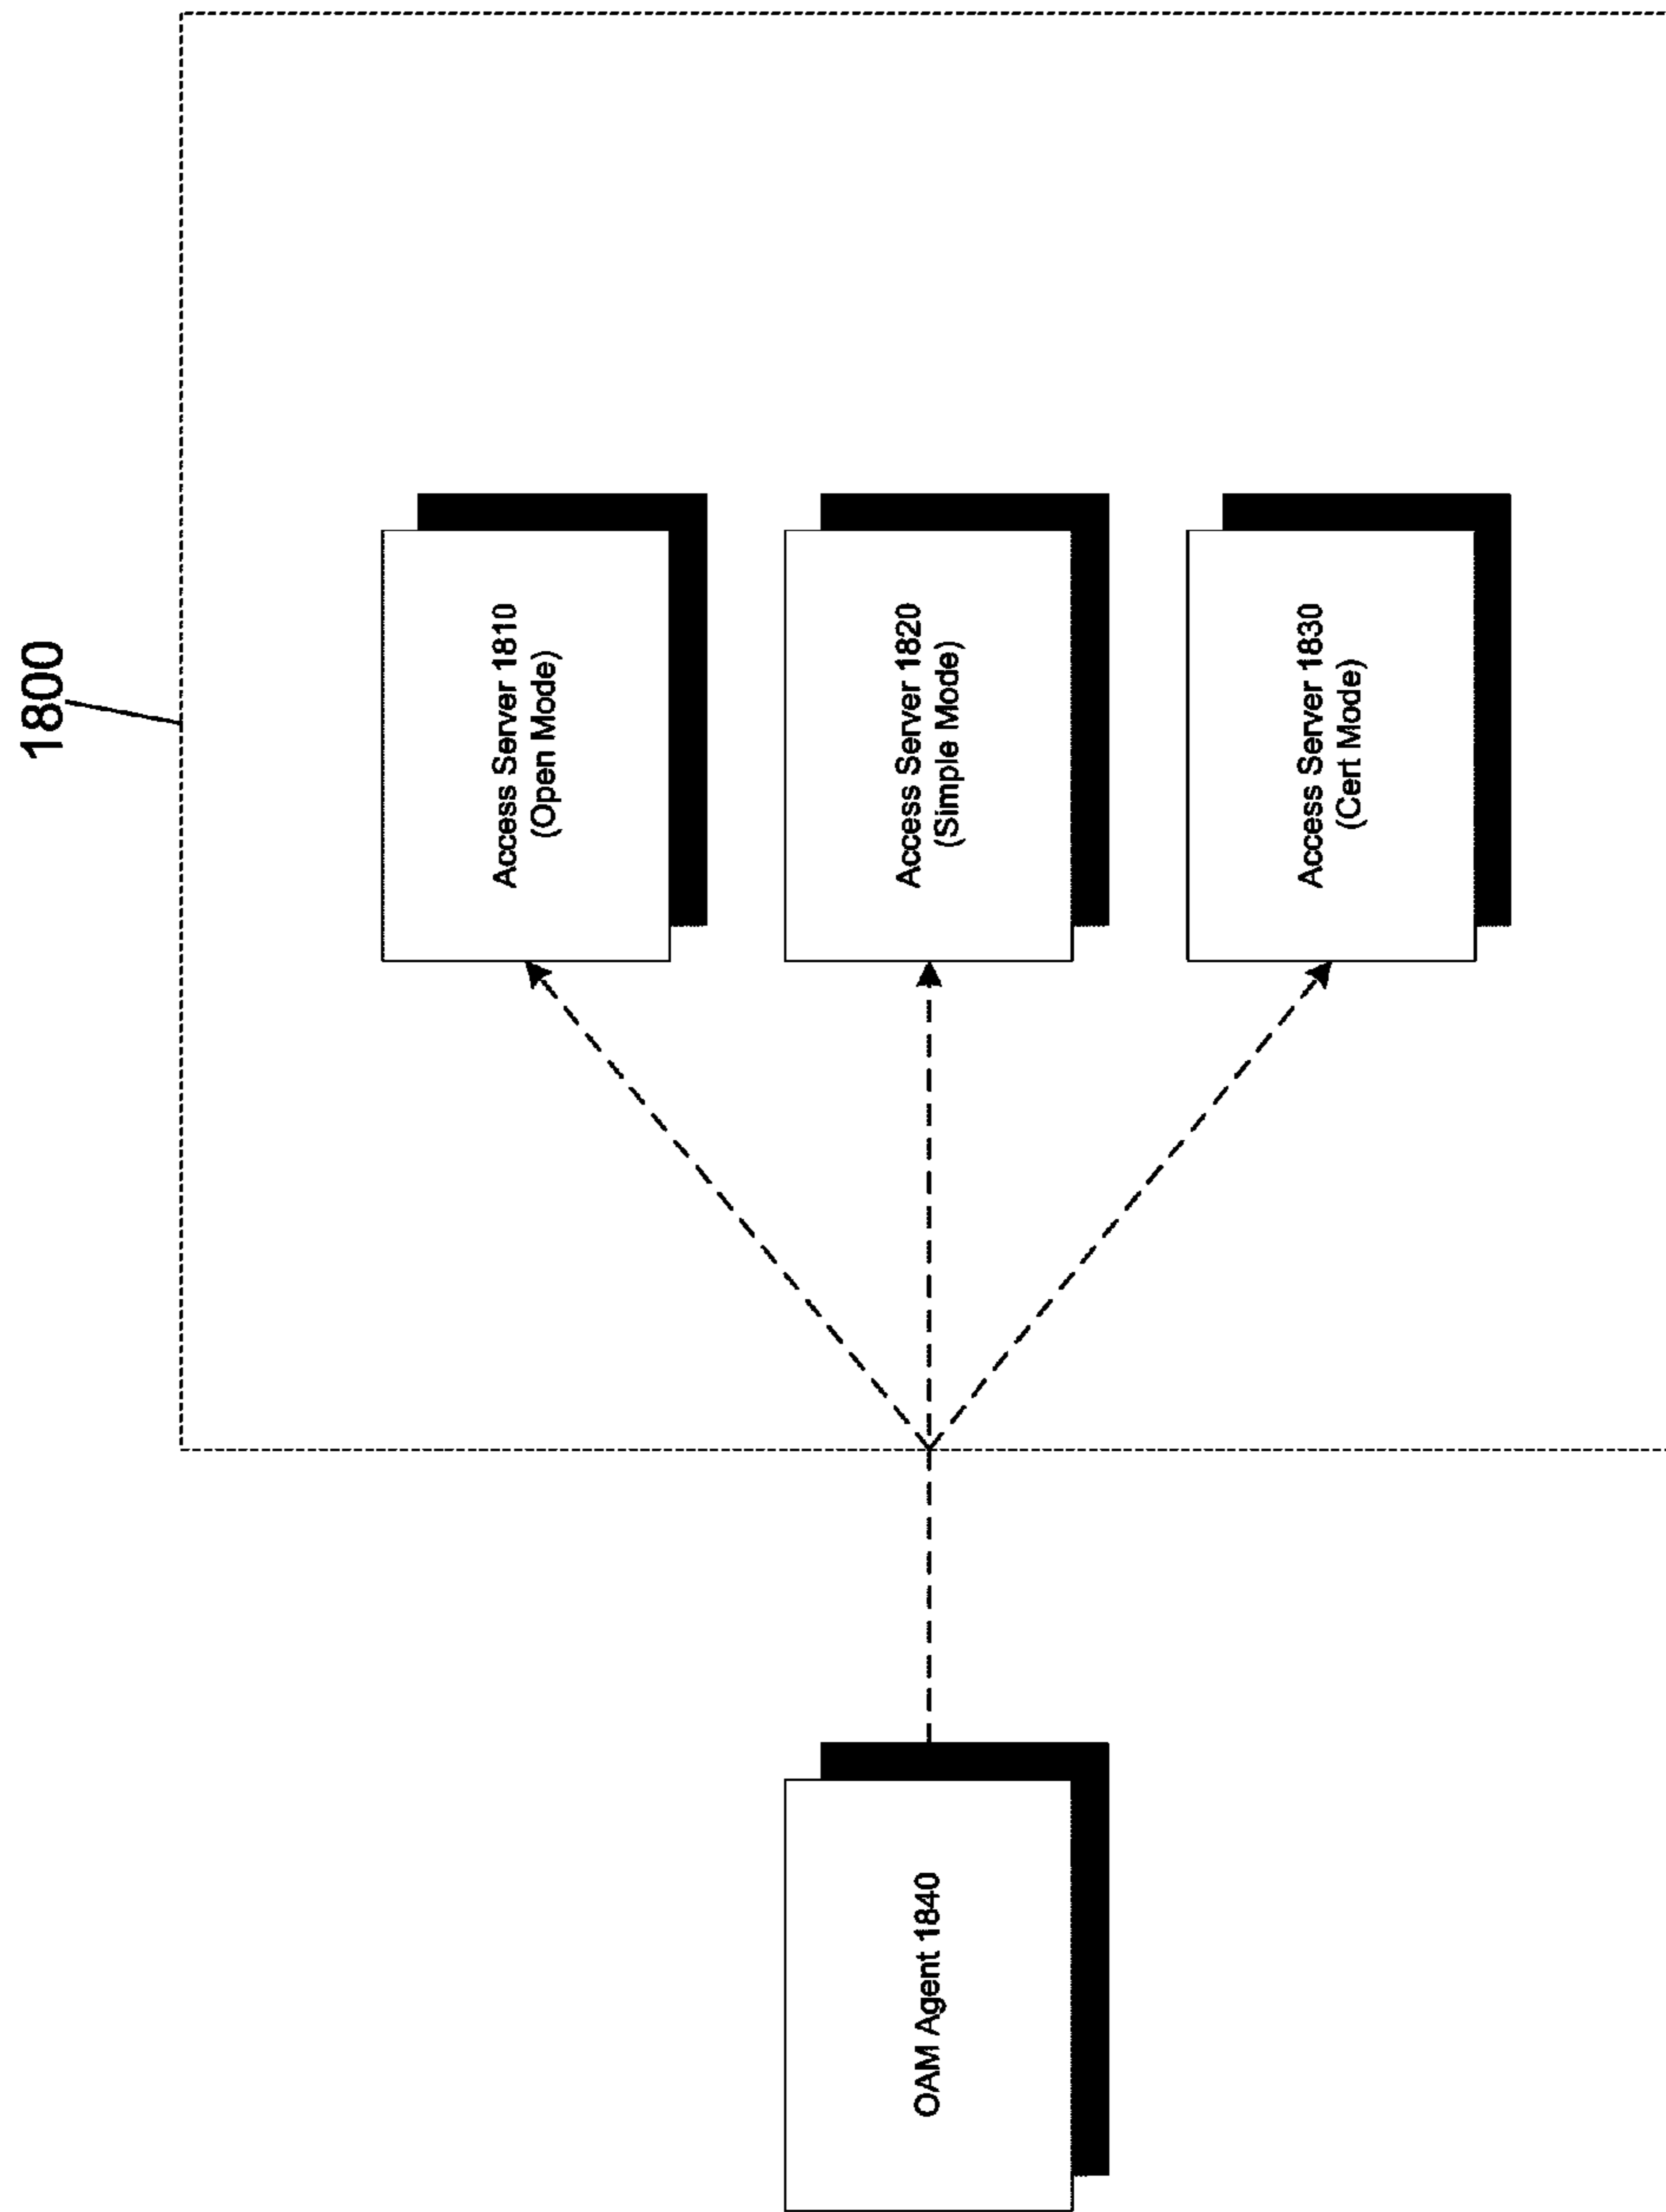 1800
Access Server 1810
(Open Mode)
Access Server 1820
(Simple Mode)
Access Server 1830
(Cert Mode)
OAM Agent 1840